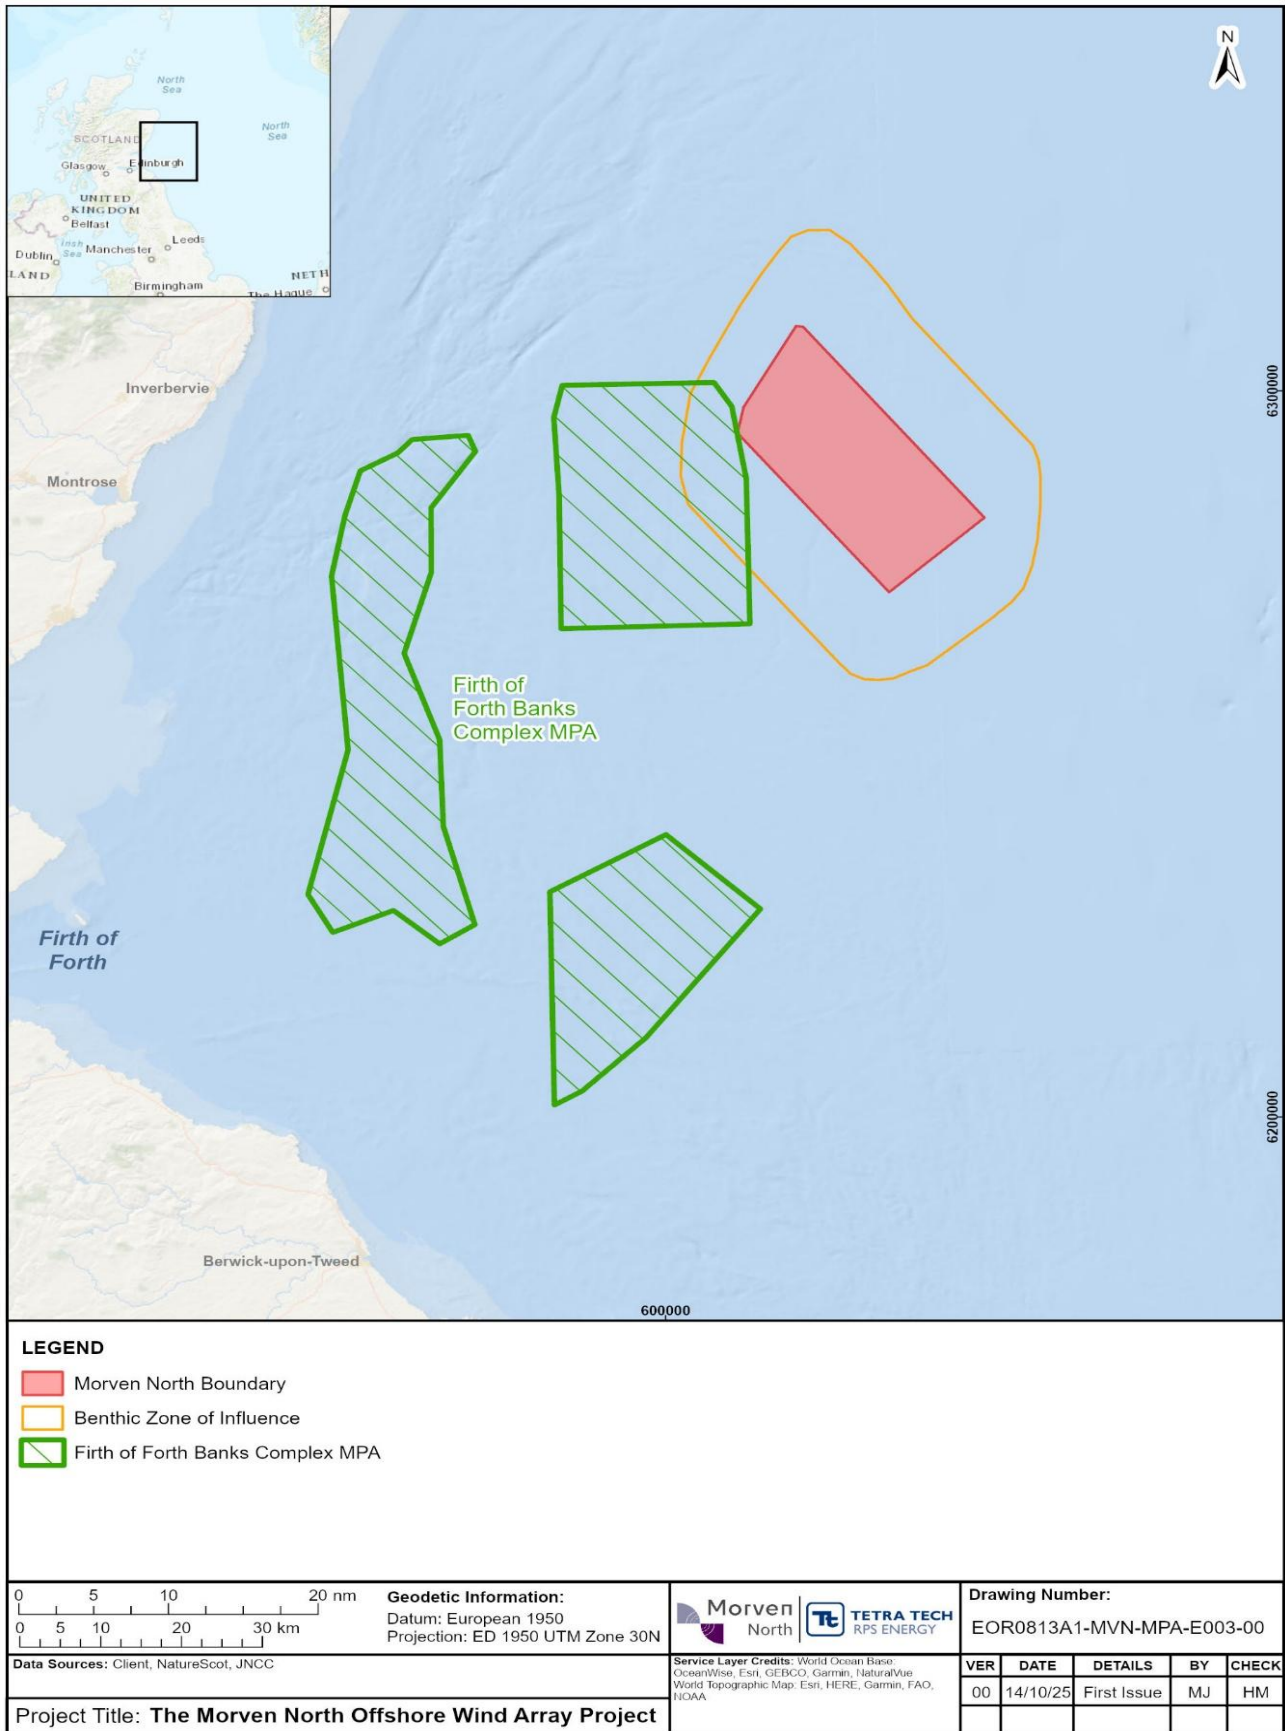 N
North
Sea
North
Sea
SCOTLAND
Glasgow
Edinburgh
UNITED
KINGDOM
Belfast
Irish
Sea
Leeds
Manchester
Dublin
LAND
NETH
Birmingham
The Hague
Inverbervie
6300000
Montrose
Firth of
Forth Banks
Complex MPA
Firth of
Forth
6200000
Berwick-upon-Tweed
600000
LEGEND
Morven North Boundary
Benthic Zone of Influence
Firth of Forth Banks Complex MPA
0 5 10 20 nm
0 5 10 20 30 km
Geodetic Information:
Datum: European 1950
Projection: ED 1950 UTM Zone 30N
Morven
North
Tt
TETRA TECH
RPS ENERGY
Drawing Number:
EOR0813A1-MVN-MPA-E003-00
Data Sources: Client, NatureScot, JNCC
Service Layer Credits: World Ocean Base:
OceanWise, Esri, GEBCO, Garmin, NaturalVue
World Topographic Map: Esri, HERE, Garmin, FAO,
NOAA
VER DATE DETAILS BY CHECK
00 14/10/25 First Issue MJ HM
Project Title: The Morven North Offshore Wind Array Project